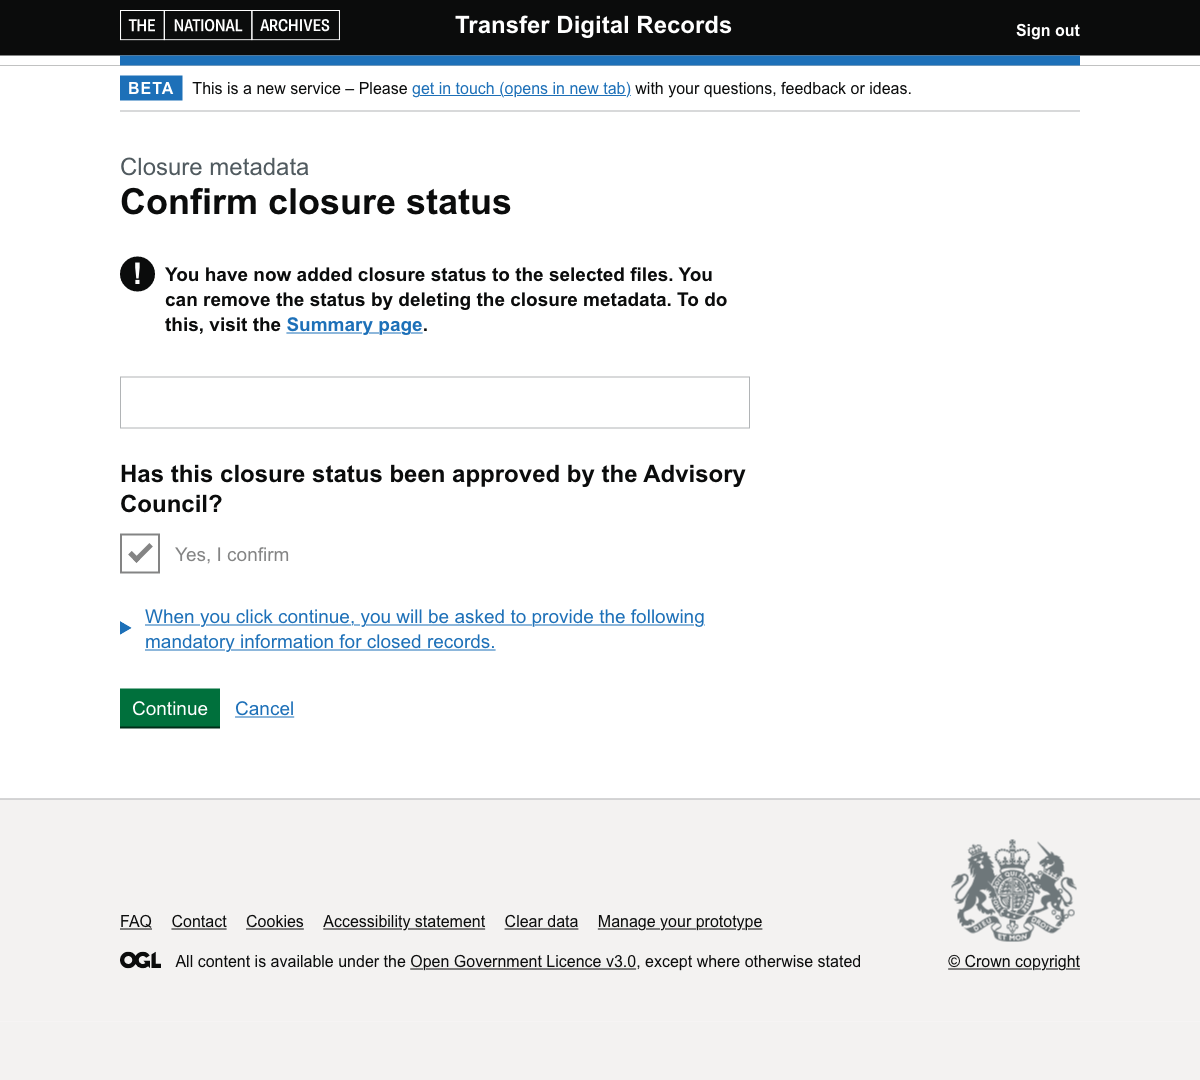 THE NATIONAL ARCHIVES
Transfer Digital Records
Sign out
BETA This is a new service – Please get in touch (opens in new tab) with your questions, feedback or ideas.
Closure metadata
Confirm closure status
! You have now added closure status to the selected files. You
can remove the status by deleting the closure metadata. To do
this, visit the Summary page.
Has this closure status been approved by the Advisory
Council?
Yes, I confirm
When you click continue, you will be asked to provide the following
mandatory information for closed records.
Continue Cancel
FAQ Contact Cookies Accessibility statement Clear data Manage your prototype
OGL All content is available under the Open Government Licence v3.0, except where otherwise stated
© Crown copyright